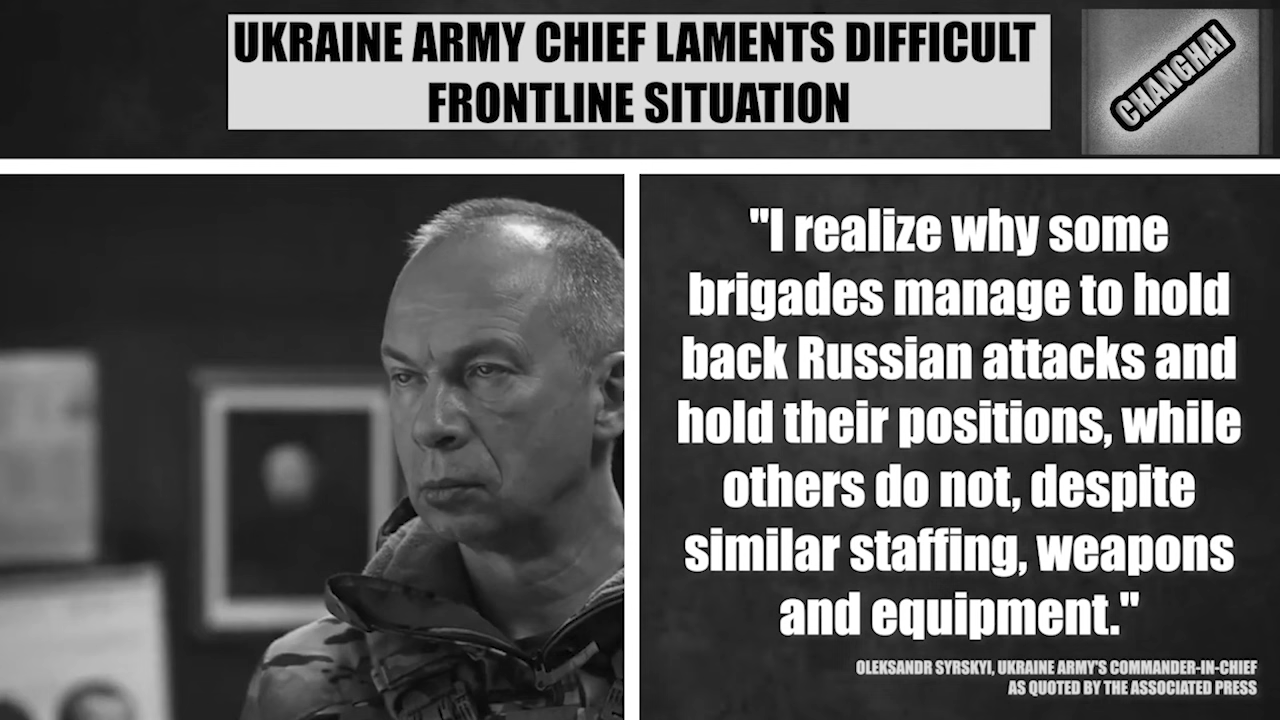 UKRAINE ARMY CHIEF LAMENTS DIFFICULT
FRONTLINE SITUATION
CHANGHAI
"I realize why some
brigades manage to hold
back Russian attacks and
hold their positions, while
others do not, despite
similar staffing, weapons
and equipment."
OLEKSANDR SYRSKYI, UKRAINE ARMY'S COMMANDER-IN-CHIEF
AS QUOTED BY THE ASSOCIATED PRESS